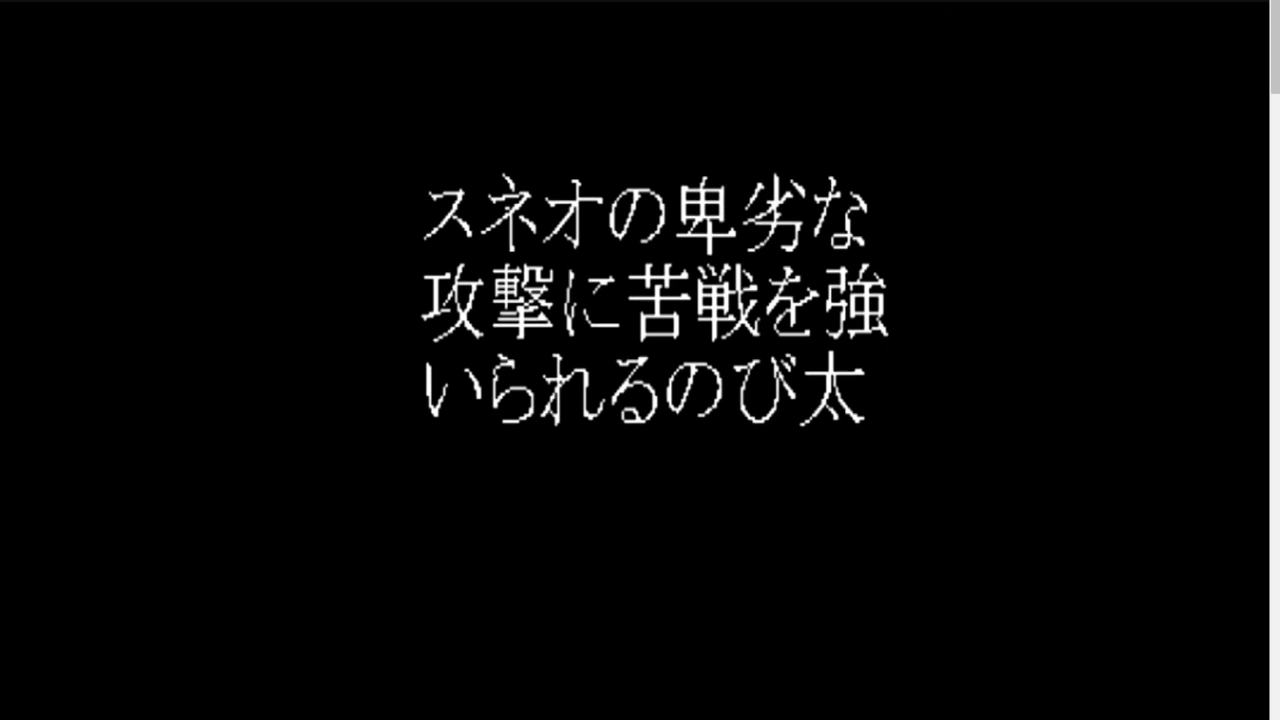 スネオの卑劣な
攻撃に苦戦を強
いられるのび太